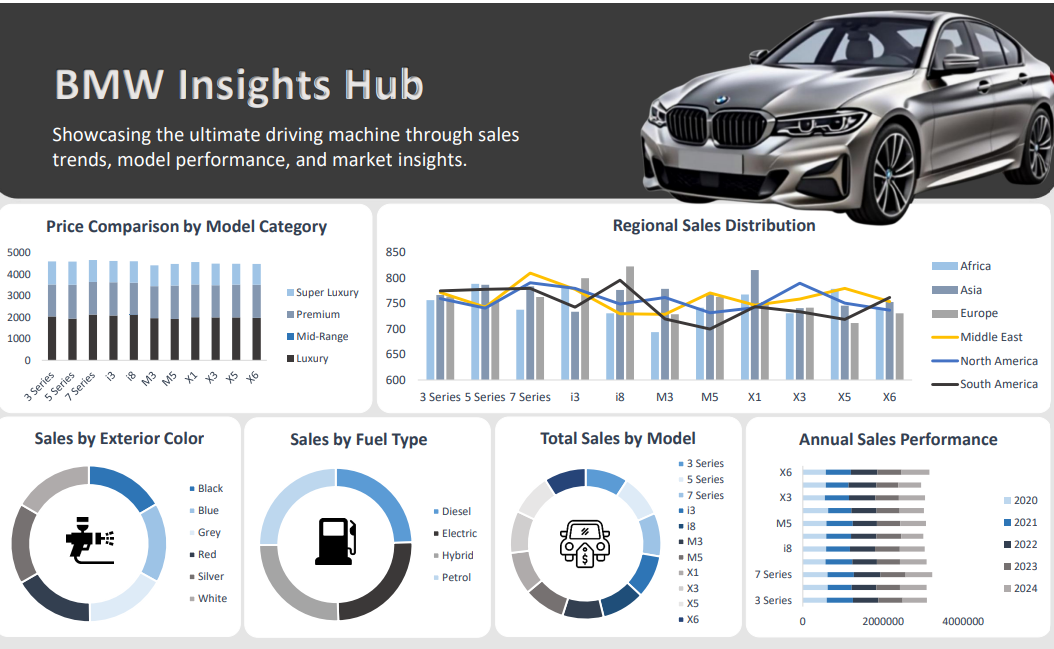 BMW Insights Hub
Showcasing the ultimate driving machine through sales
trends, model performance, and market insights.
Price Comparison by Model Category
5000
4000
3000
2000
1000
0
3 Series
5 Series
7 Series
i3
i8
M3
M5
X1
X3
X5
X6
Super Luxury
Premium
Mid-Range
Luxury
Regional Sales Distribution
850
800
750
700
650
600
3 Series 5 Series 7 Series i3 i8 M3 M5 X1 X3 X5 X6
Africa
Asia
Europe
Middle East
North America
South America
Sales by Exterior Color
Black
Blue
Grey
Red
Silver
White
Sales by Fuel Type
Diesel
Electric
Hybrid
Petrol
Total Sales by Model
$
3 Series
5 Series
7 Series
i3
i8
M3
M5
X1
X3
X5
X6
Annual Sales Performance
X6
X3
M5
i8
7 Series
3 Series
0 2000000 4000000
2020
2021
2022
2023
2024